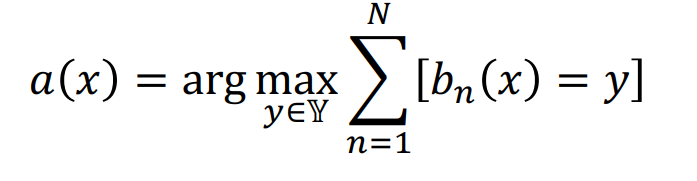 a(x) = arg max_{y∈𝕐} ∑_{n=1}^{N} [b_n(x) = y]